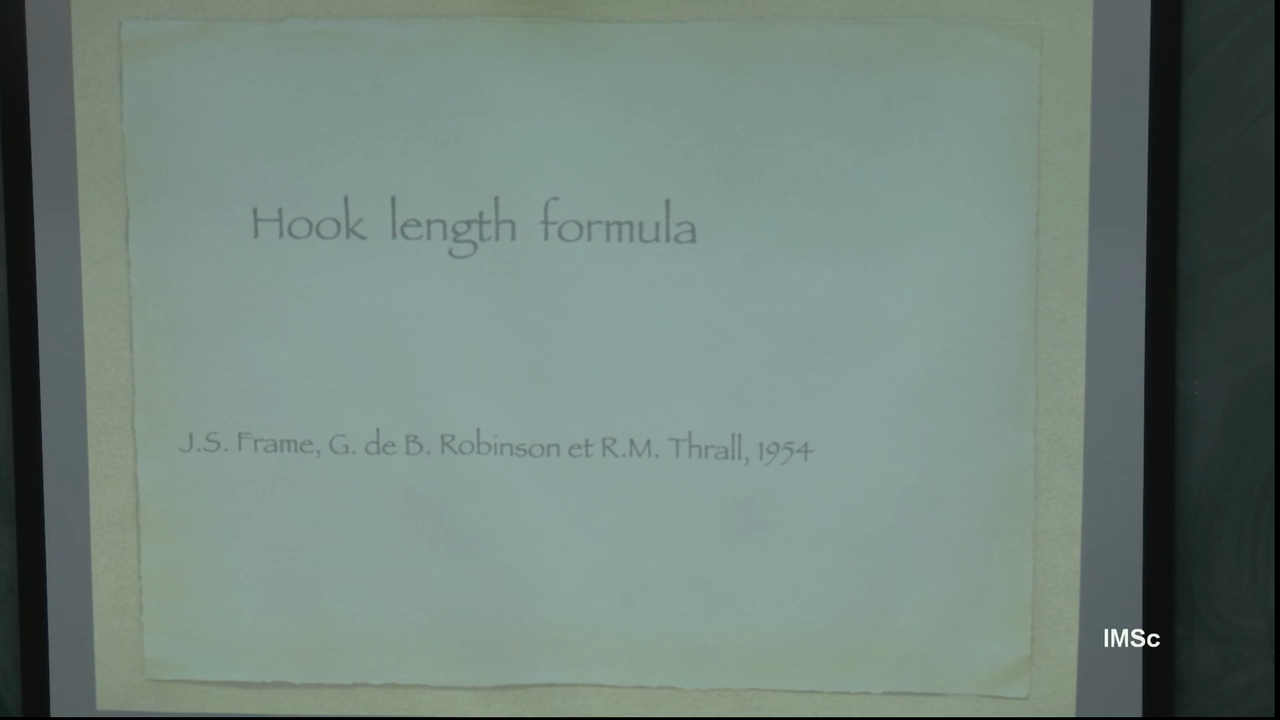 Hook length formula
J.S. Frame, G. de B. Robinson et R.M. Thrall, 1954
IMSc